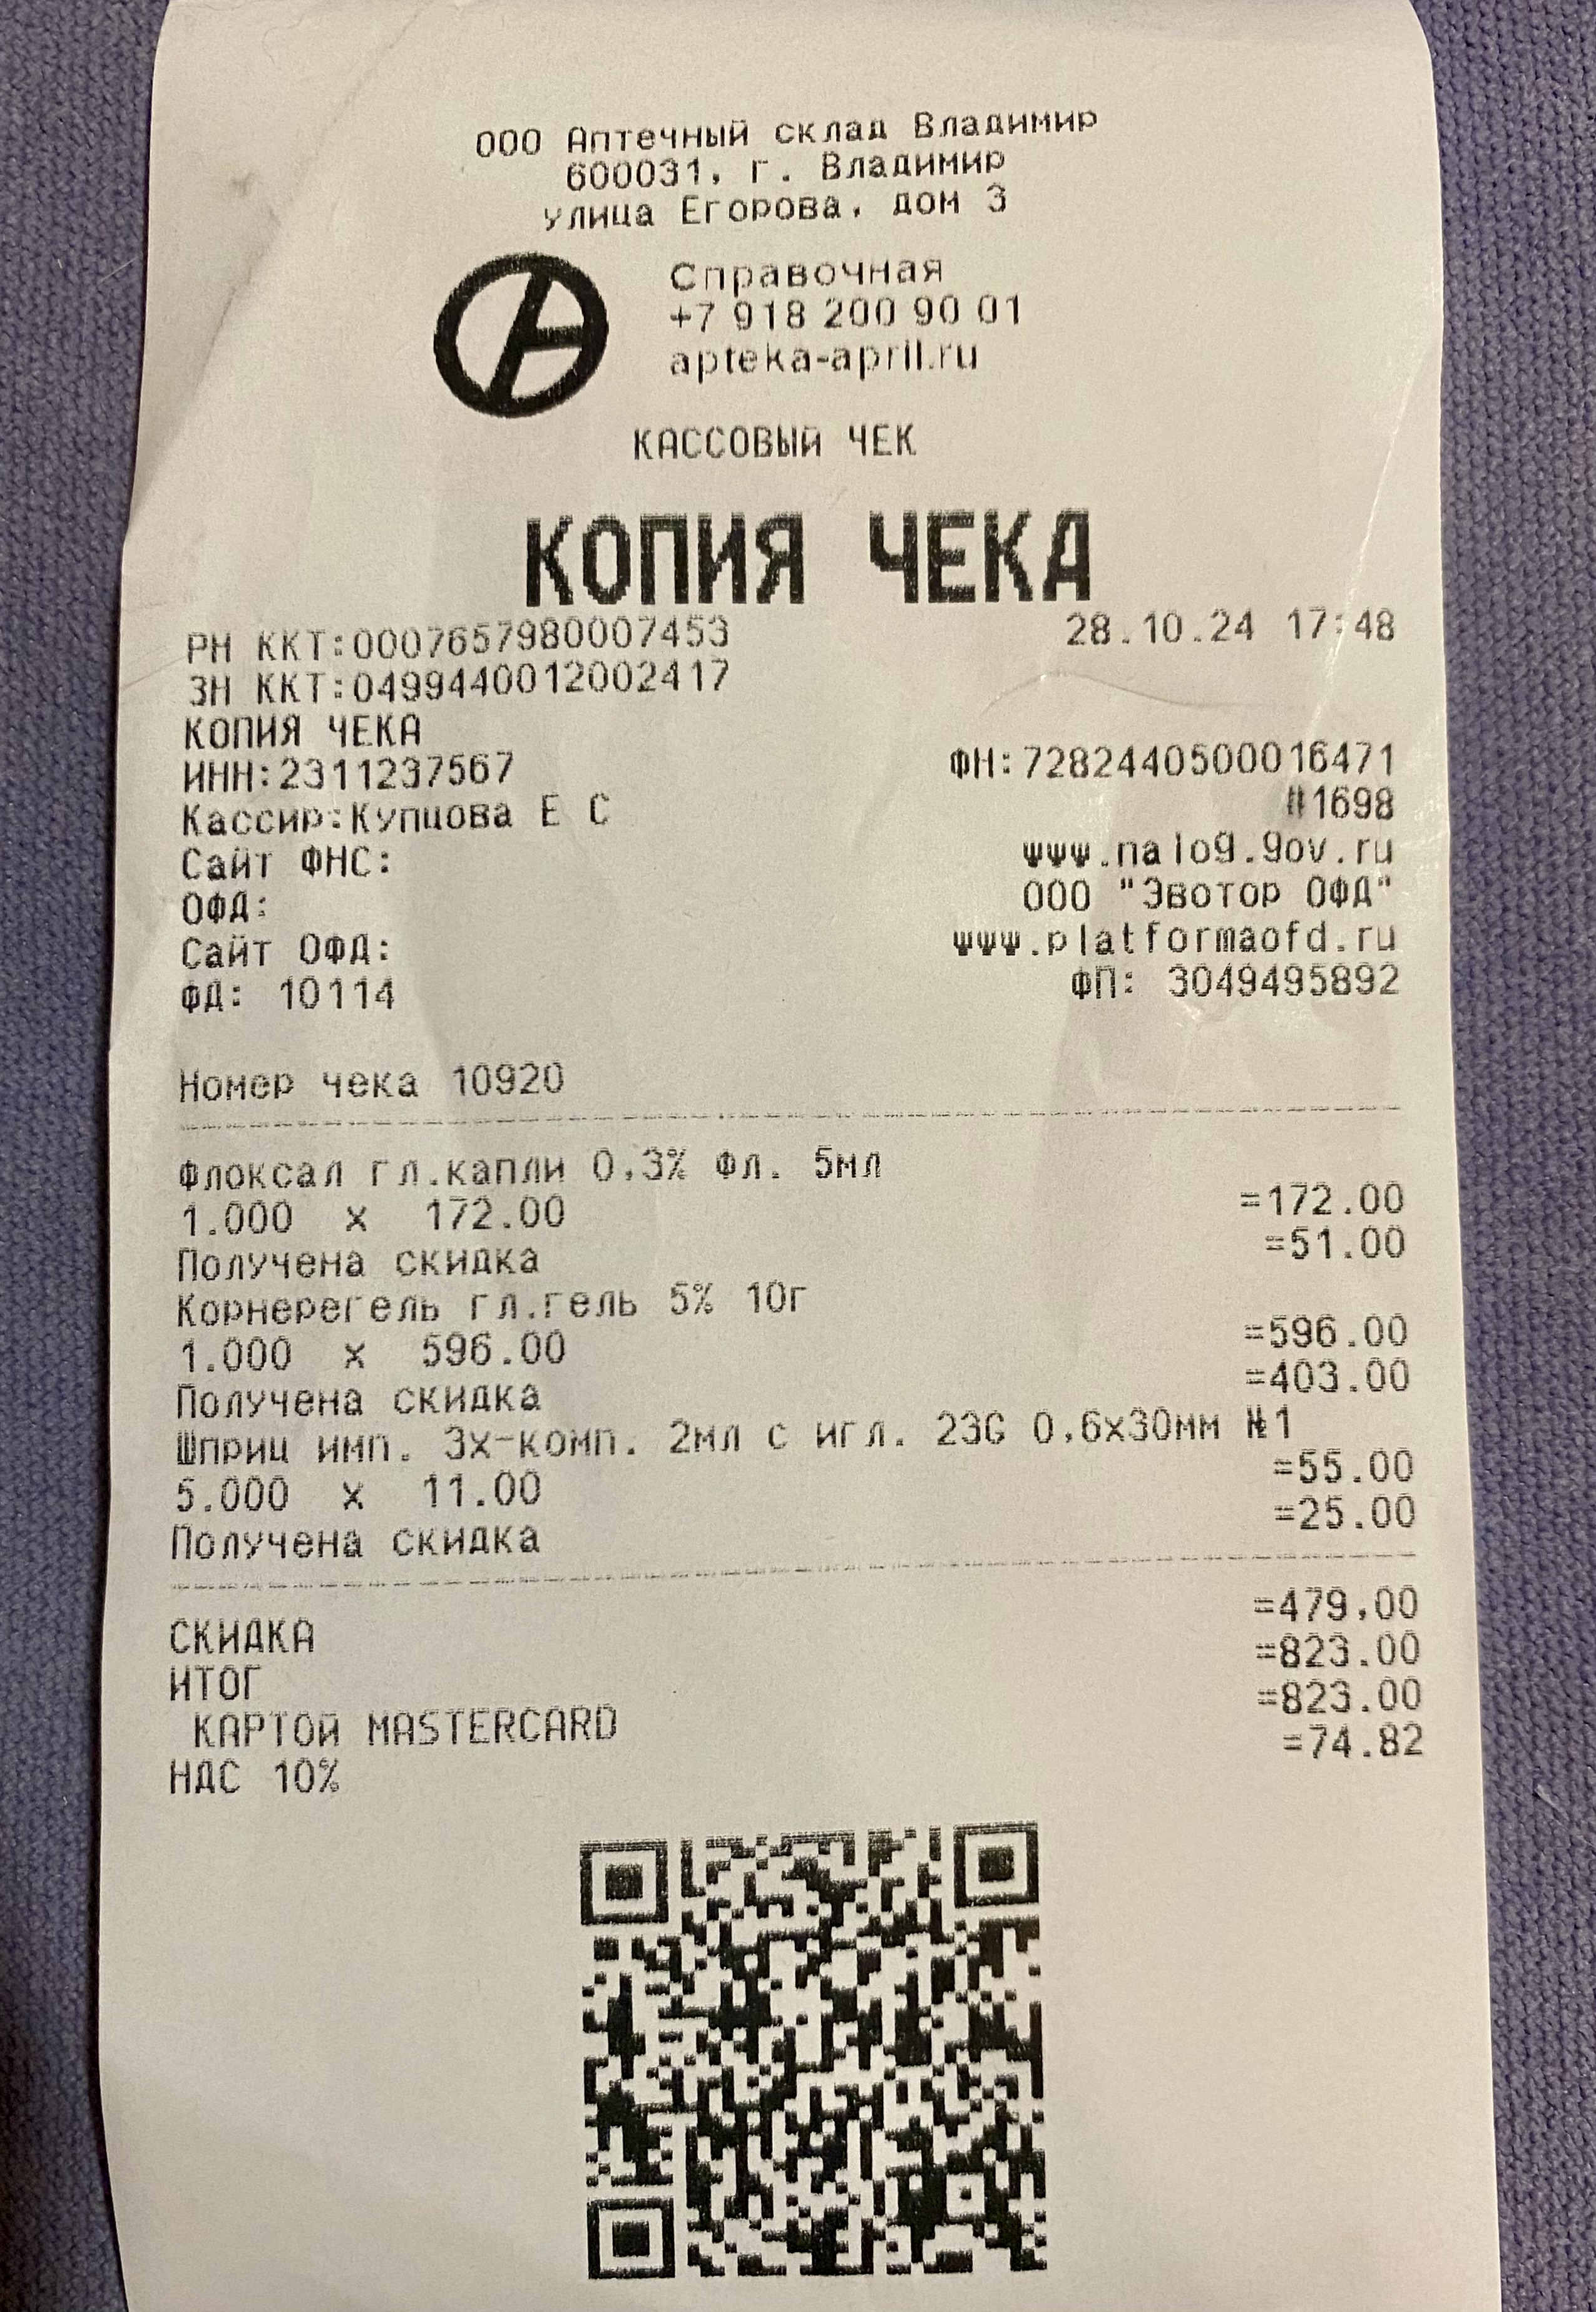 ООО Аптечный склад Владимир
600031, г. Владимир
улица Егорова, дом 3
Справочная
+7 918 200 90 01
apteka-april.ru
КАССОВЫЙ ЧЕК
КОПИЯ ЧЕКА
РН ККТ:0007657980007453 28.10.24 17:48
ЗН ККТ:0499440012002417
КОПИЯ ЧЕКА
ИНН:2311237567 ФН:7282440500016471
Кассир:Купцова Е С #1698
Сайт ФНС: www.nalog.gov.ru
ОФД: ООО "Эвотор ОФД"
Сайт ОФД: www.platformaofd.ru
ФД: 10114 ФП: 3049495892
Номер чека 10920
Флоксал гл.капли 0,3% Фл. 5мл
1.000 x 172.00 =172.00
Получена скидка =51.00
Корнерегель гл.гель 5% 10г
1.000 x 596.00 =596.00
Получена скидка =403.00
Шприц имп. 3х-комп. 2мл с игл. 23G 0,6х30мм №1
5.000 x 11.00 =55.00
Получена скидка =25.00
СКИДКА =479,00
ИТОГ =823.00
КАРТОЙ MASTERCARD =823.00
НДС 10% =74.82